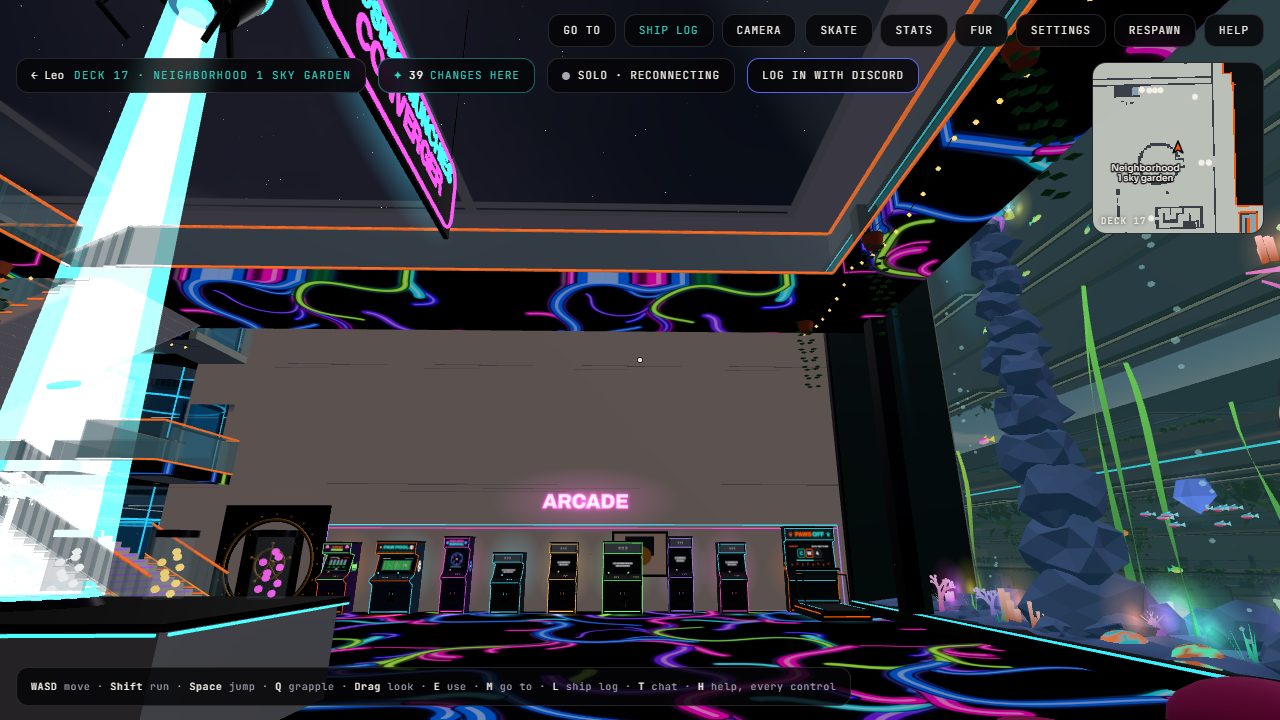 GO TO
SHIP LOG
CAMERA
SKATE
STATS
FUR
SETTINGS
RESPAWN
HELP
← Leo DECK 17 · NEIGHBORHOOD 1 SKY GARDEN
✦ 39 CHANGES HERE
SOLO · RECONNECTING
LOG IN WITH DISCORD
Neighborhood
1 sky garden
DECK 17
ARCADE
PAWS OFF
WASD move · Shift run · Space jump · Q grapple · Drag look · E use · M go to · L ship log · T chat · H help, every control